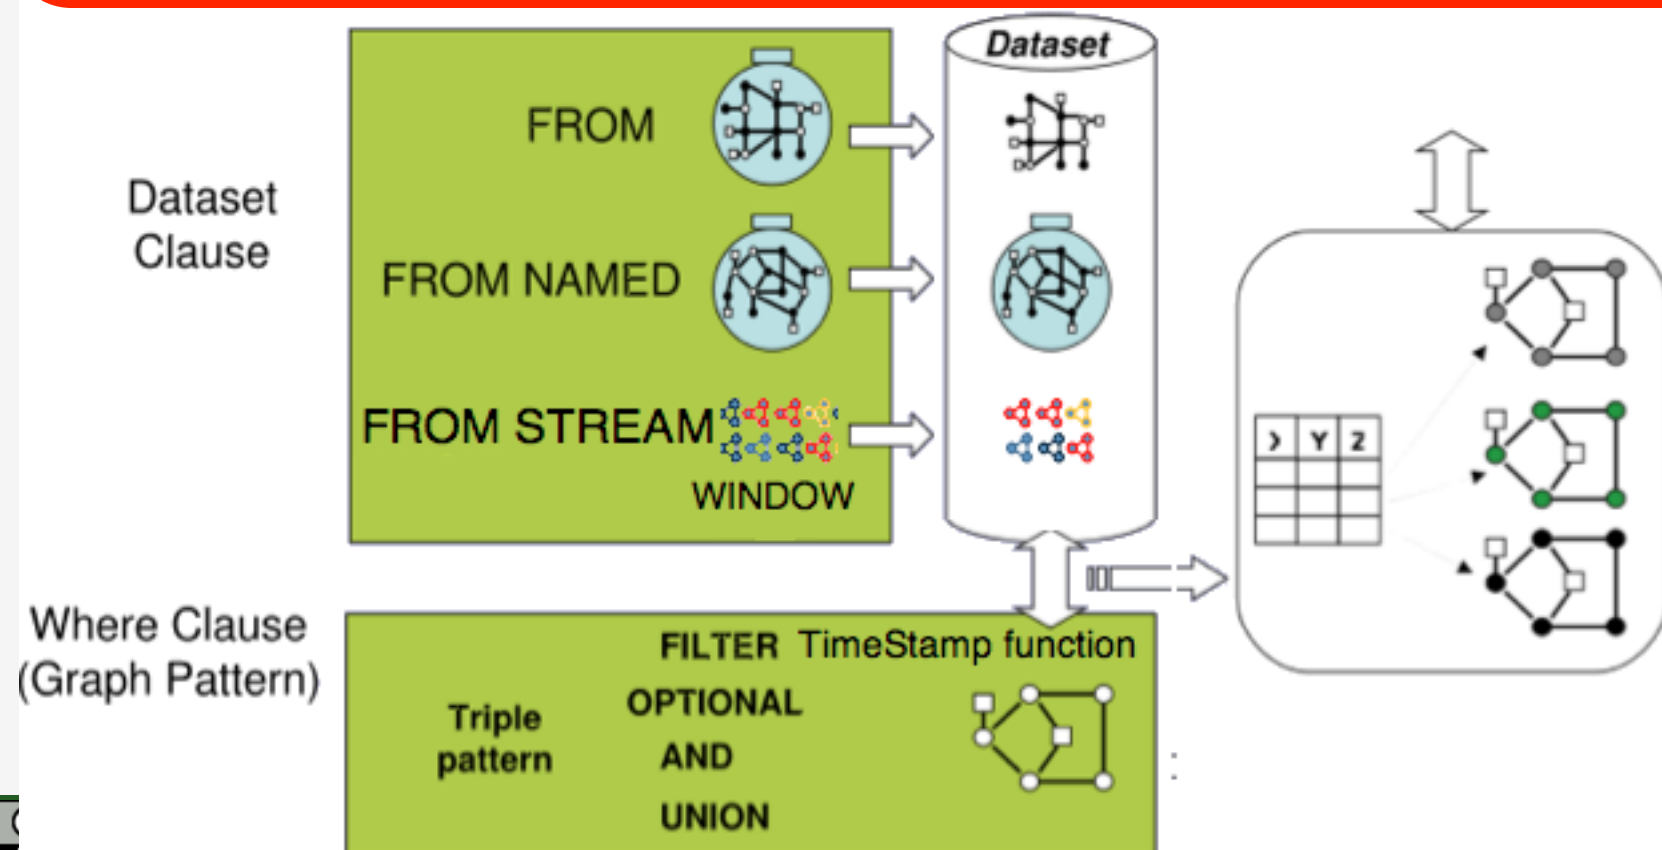 Dataset
Dataset
Clause
FROM
FROM NAMED
FROM STREAM
WINDOW
Y Z
Where Clause
(Graph Pattern)
FILTER TimeStamp function
Triple
pattern
OPTIONAL
AND
UNION
: